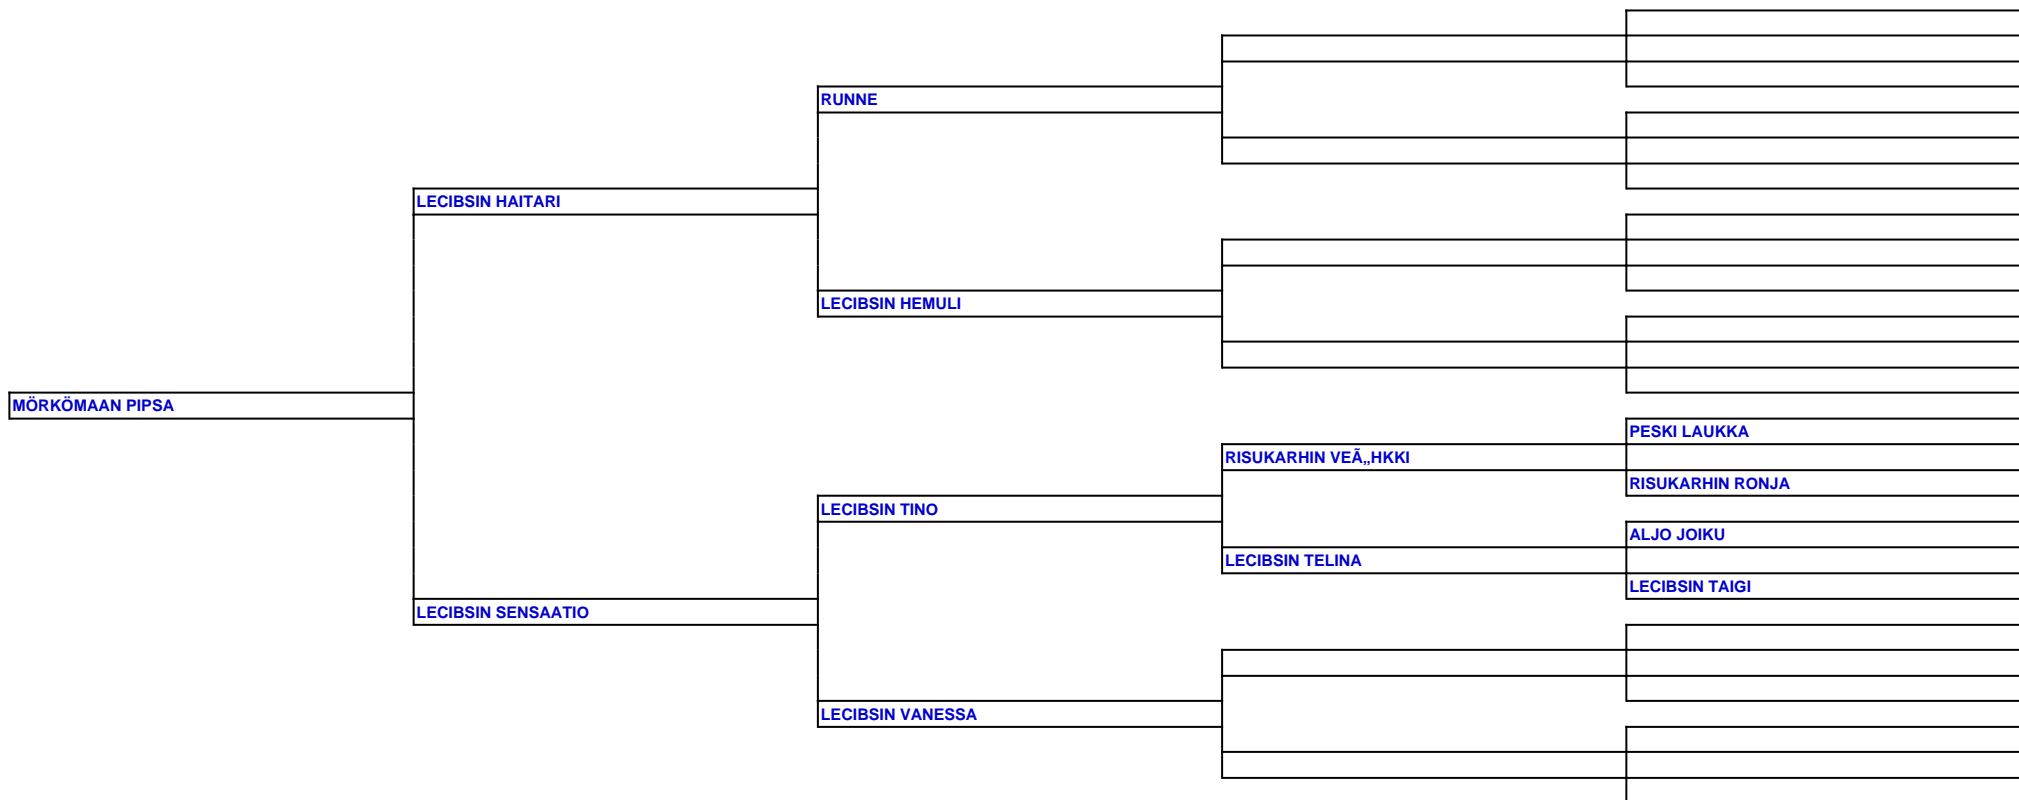 RUNNE
LECIBSIN HAITARI
LECIBSIN HEMULI
MÖRKÖMAAN PIPSA
PESKI LAUKKA
RISUKARHIN VEÃ„HKKI
RISUKARHIN RONJA
LECIBSIN TINO
ALJO JOIKU
LECIBSIN TELINA
LECIBSIN TAIGI
LECIBSIN SENSAATIO
LECIBSIN VANESSA